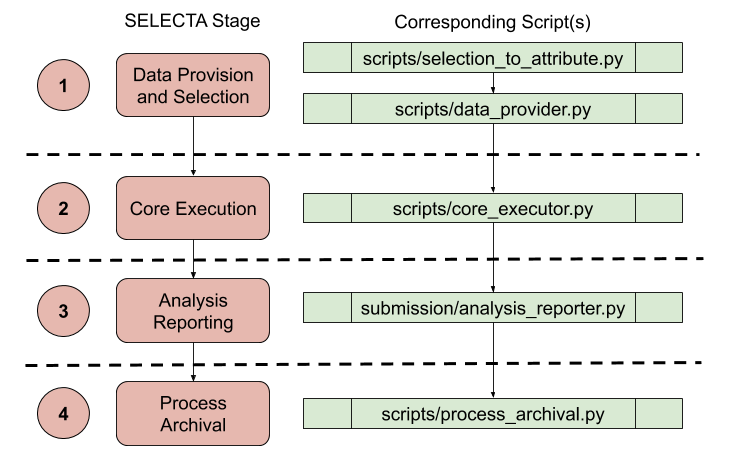 SELECTA Stage
Corresponding Script(s)
1
Data Provision
and Selection
scripts/selection_to_attribute.py
scripts/data_provider.py
2
Core Execution
scripts/core_executor.py
3
Analysis
Reporting
submission/analysis_reporter.py
4
Process
Archival
scripts/process_archival.py